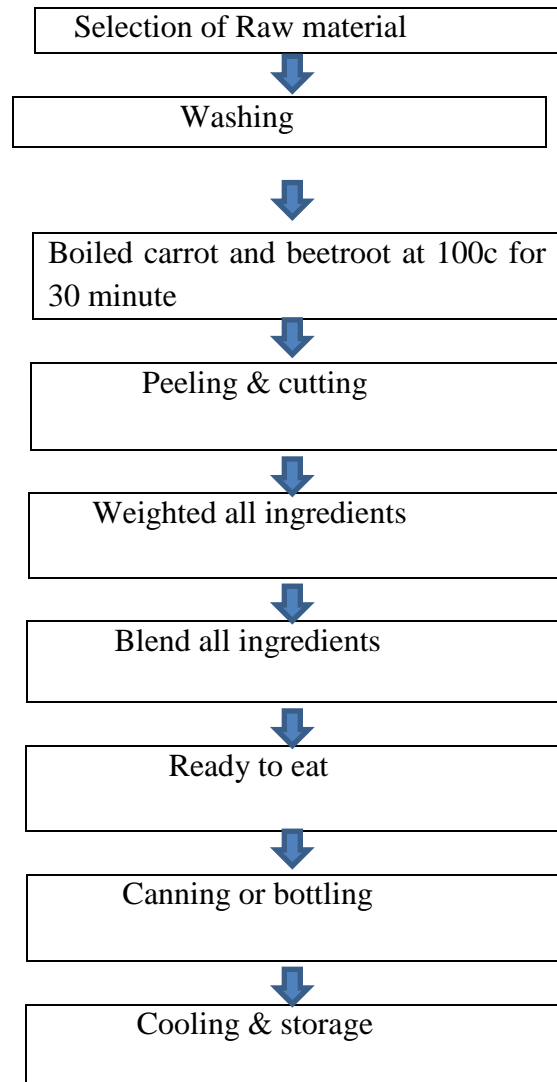 Selection of Raw material
Washing
Boiled carrot and beetroot at 100c for
30 minute
Peeling & cutting
Weighted all ingredients
Blend all ingredients
Ready to eat
Canning or bottling
Cooling & storage